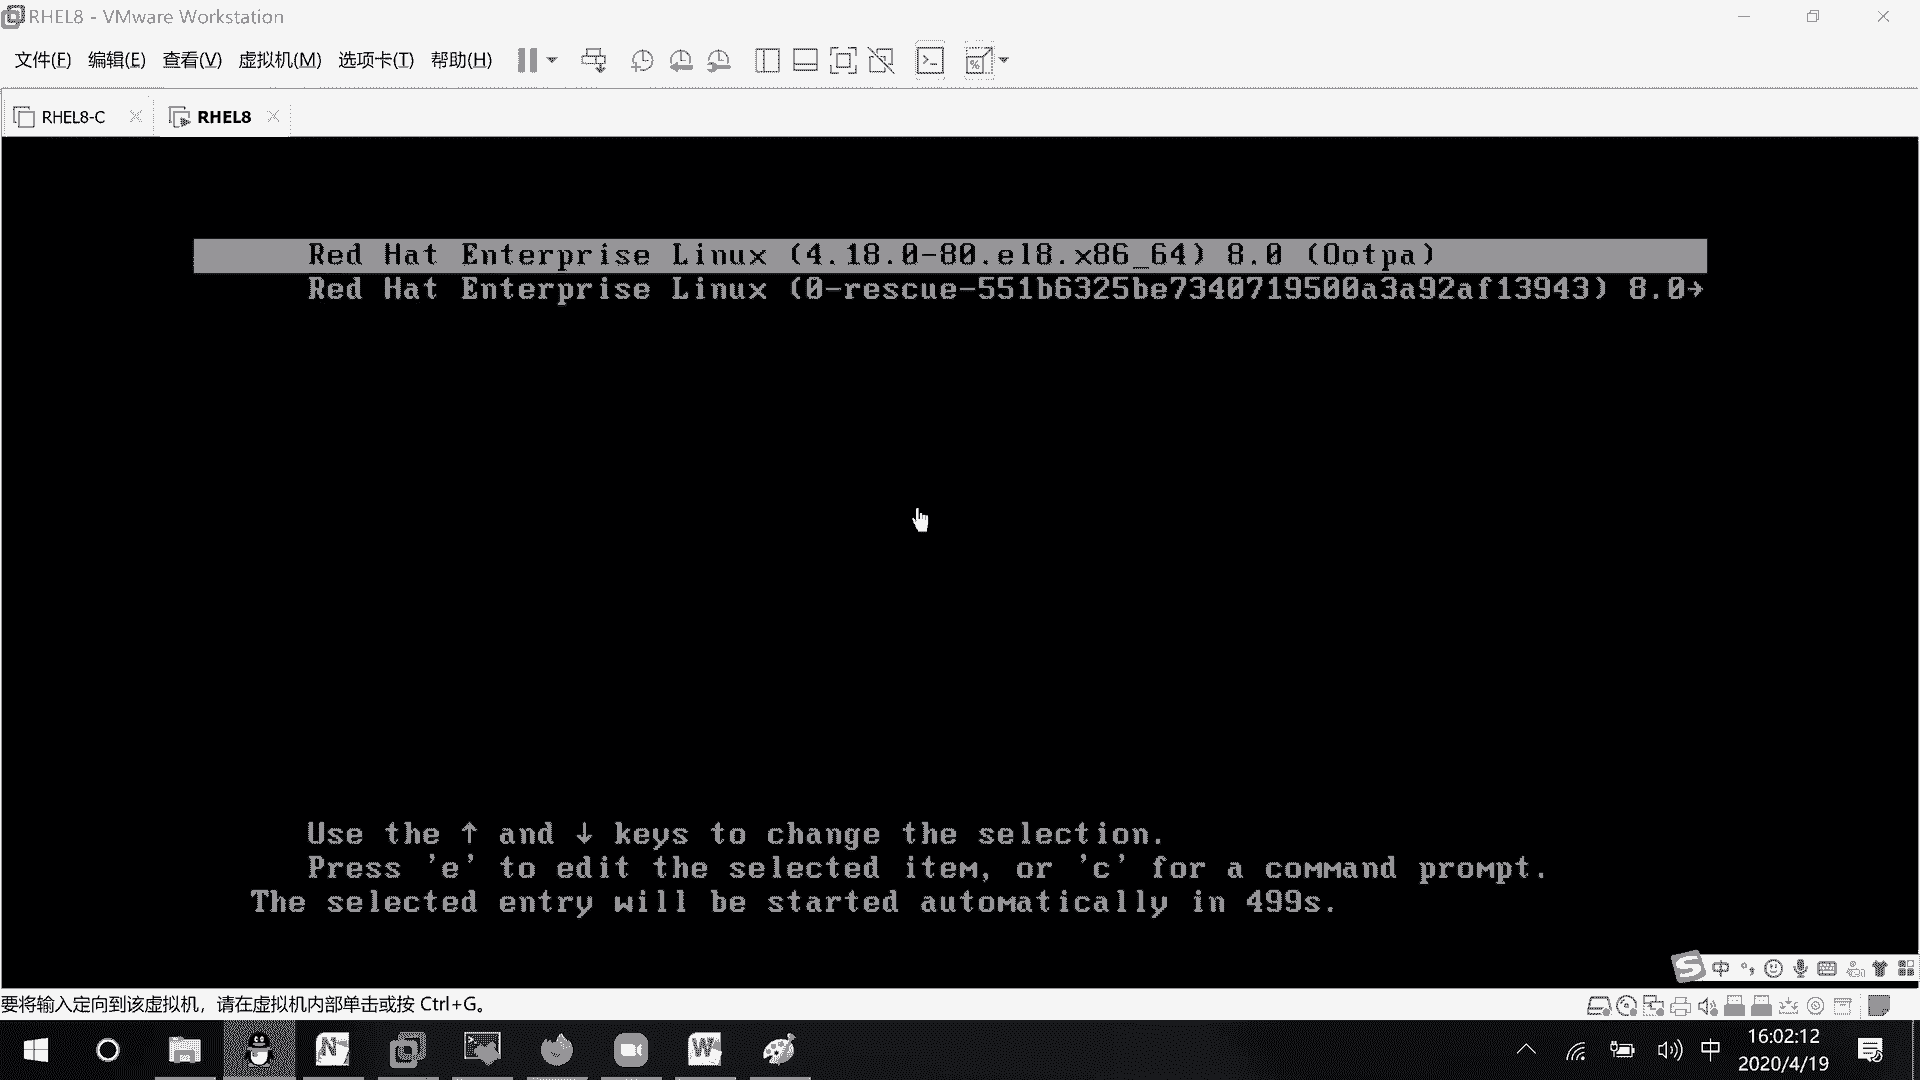 RHEL8 - VMware Workstation
文件(F) 编辑(E) 查看(V) 虚拟机(M) 选项卡(T) 帮助(H)
RHEL8-C RHEL8
Red Hat Enterprise Linux (4.18.0-80.el8.x86_64) 8.0 (Ootpa)
Red Hat Enterprise Linux (0-rescue-551b6325be7340719500a3a92af13943) 8.0→
Use the ↑ and ↓ keys to change the selection.
Press 'e' to edit the selected item, or 'c' for a command prompt.
The selected entry will be started automatically in 499s.
中
要将输入定向到该虚拟机，请在虚拟机内部单击或按 Ctrl+G。
中 16:02:12
2020/4/19